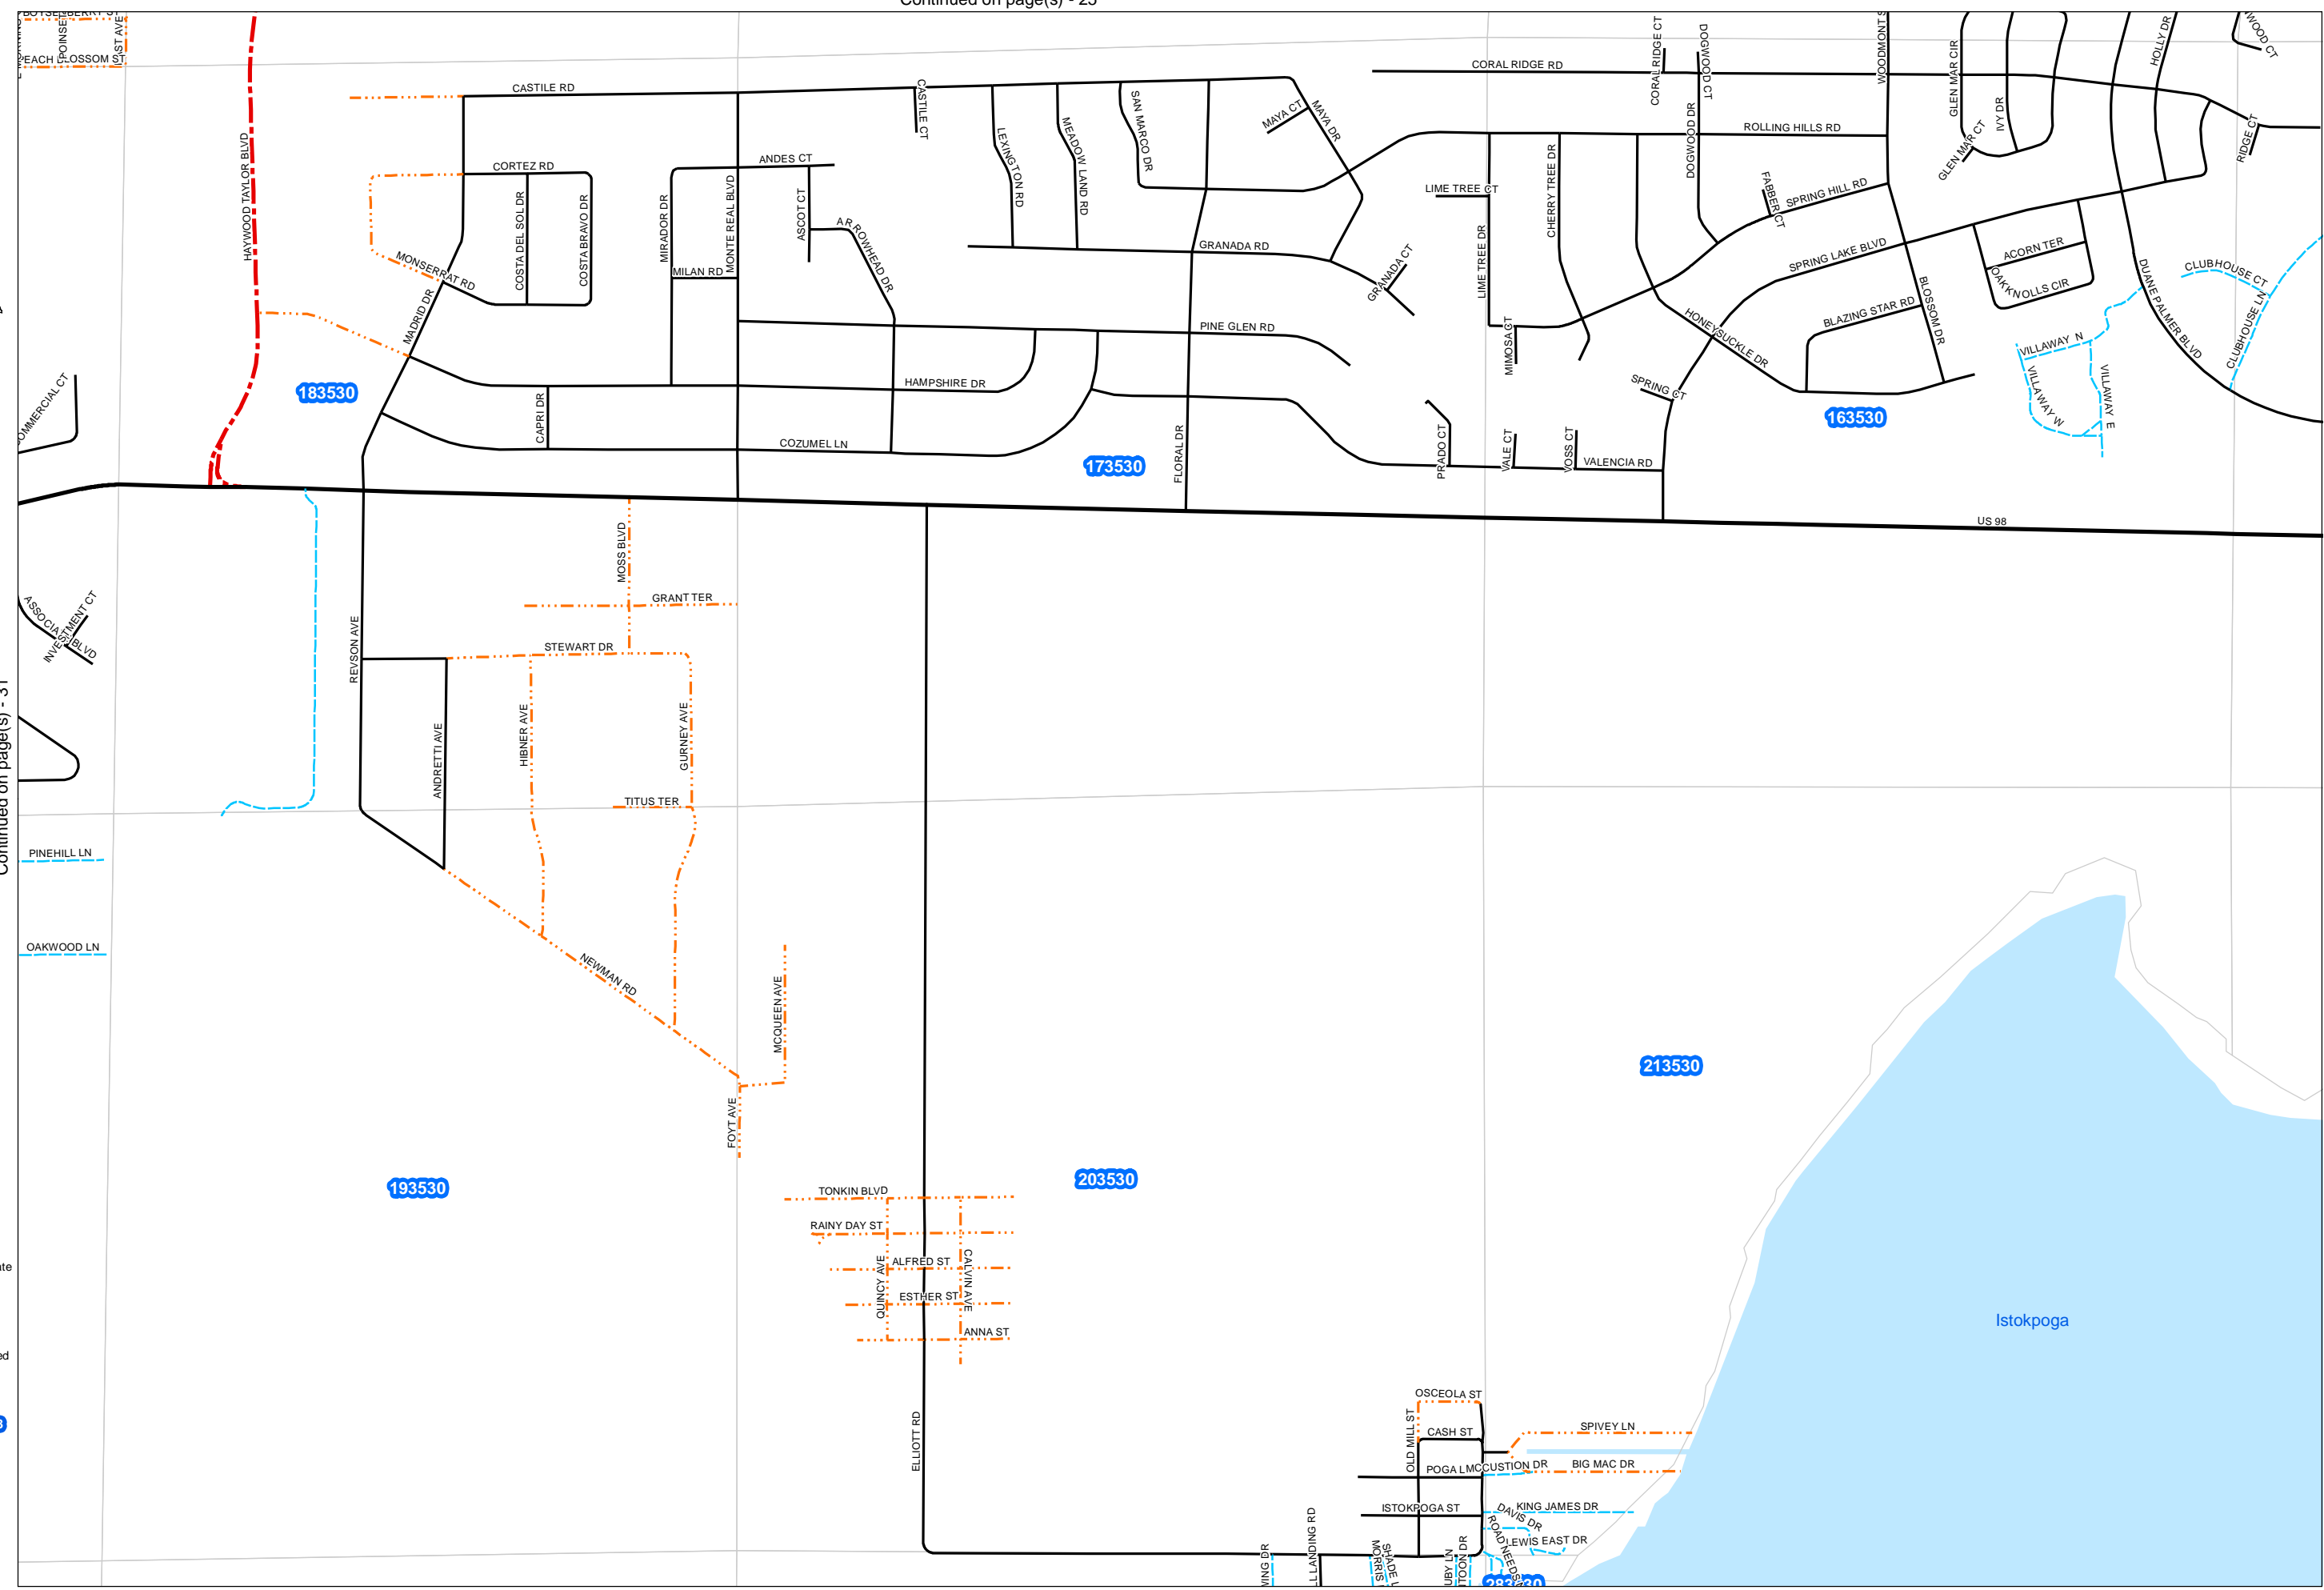 Continued on page(s) - 25
PEACH BLOSSOM ST
HAYWOOD TAYLOR BLVD
CASTILE RD
CASTILE CT
CORTEZ RD
COSTA DEL SOL DR
COSTA BRAVO DR
MONSERRAT RD
MADRID DR
MIRADOR DR
MONTE REAL BLVD
MILAN RD
ANDES CT
ASCOT CT
ARROWHEAD DR
LEXINGTON RD
MEADOW LAND RD
SAN MARCO DR
MAYA CT
MAYA DR
GRANADA RD
GRANADA CT
CORAL RIDGE RD
CORAL RIDGE CT
DOGWOOD CT
DOGWOOD DR
ROLLING HILLS RD
LIME TREE CT
LIME TREE DR
CHERRY TREE DR
FABBER CT
SPRING HILL RD
SPRING LAKE BLVD
GLEN MAR CIR
GLEN MAR CT
IVY DR
HOLLY DR
RIDGE CT
ACORN TER
OAK KNOLLS CIR
BLOSSOM DR
BLAZING STAR RD
HONEYSUCKLE DR
DUANE PALMER BLVD
CLUBHOUSE CT
CLUBHOUSE LN
VILLAWAY N
VILLAWAY W
VILLAWAY E
PINE GLEN RD
HAMPSHIRE DR
CAPRI DR
COZUMEL LN
FLORAL DR
MIMOSA CT
SPRING CT
PRADO CT
VALE CT
VOSS CT
VALENCIA RD
183530
173530
163530
US 98
MOSS BLVD
GRANT TER
STEWART DR
REVSON AVE
ANDRETTI AVE
HIBNER AVE
GURNEY AVE
TITUS TER
INVESTMENT CT
Continued on page(s) - 31
PINEHILL LN
OAKWOOD LN
NEWMAN RD
MCQUEEN AVE
FOYT AVE
193530
203530
213530
TONKIN BLVD
RAINY DAY ST
ALFRED ST
ESTHER ST
ANNA ST
QUINCY AVE
CALVIN AVE
ELLIOTT RD
Istokpoga
OSCEOLA ST
OLD MILL ST
CASH ST
SPIVEY LN
MCCUSTION DR
BIG MAC DR
ISTOKPOGA ST
KING JAMES DR
DAVIS DR
LEWIS EAST DR